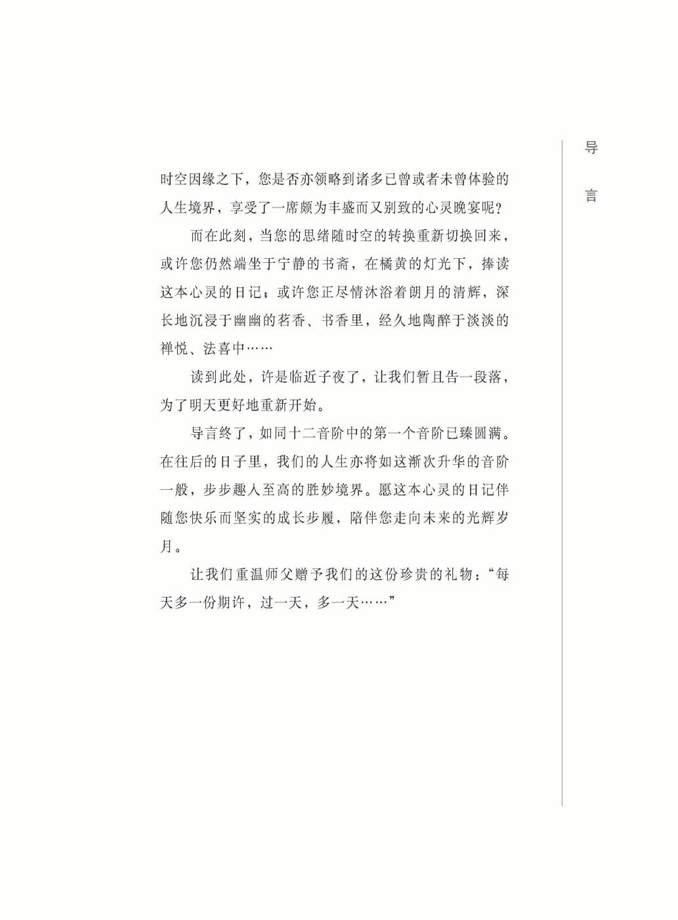 导言
时空因缘之下，您是否亦领略到诸多已曾或者未曾体验的
人生境界，享受了一席颇为丰盛而又别致的心灵晚宴呢？
而在此刻，当您的思绪随时空的转换重新切换回来，
或许您仍然端坐于宁静的书斋，在橘黄的灯光下，捧读
这本心灵的日记；或许您正尽情沐浴着朗月的清辉，深
长地沉浸于幽幽的茗香、书香里，经久地陶醉于淡淡的
禅悦、法喜中……
读到此处，许是临近子夜了，让我们暂且告一段落，
为了明天更好地重新开始。
导言终了，如同十二音阶中的第一个音阶已臻圆满。
在往后的日子里，我们的人生亦将如这渐次升华的音阶
一般，步步趣入至高的胜妙境界。愿这本心灵的日记伴
随您快乐而坚实的成长步履，陪伴您走向未来的光辉岁
月。
让我们重温师父赠予我们的这份珍贵的礼物：“每
天多一份期许，过一天，多一天……”